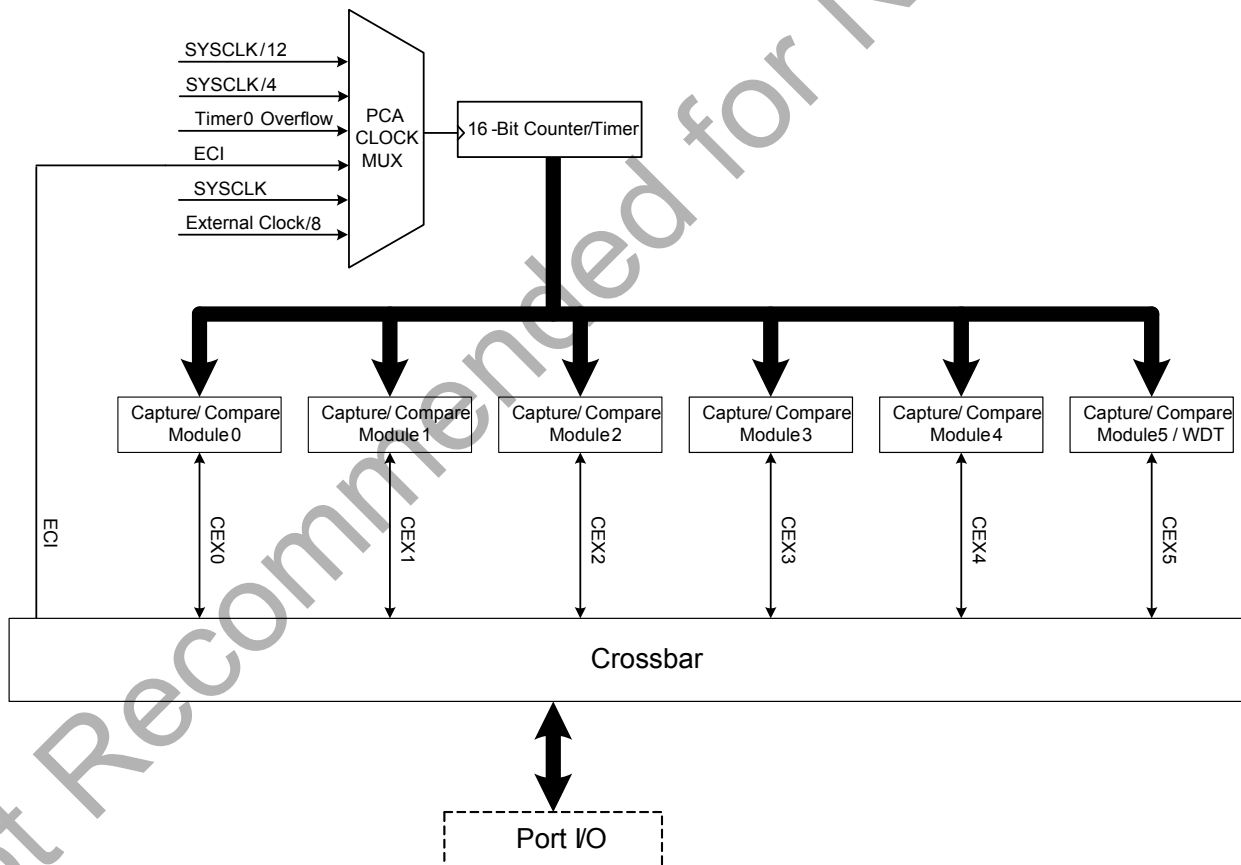 SYSCLK/12
SYSCLK/4
Timer0 Overflow
ECI
SYSCLK
External Clock/8
PCA
CLOCK
MUX
16 -Bit Counter/Timer
Capture/ Compare
Module0
Capture/ Compare
Module1
Capture/ Compare
Module2
Capture/ Compare
Module3
Capture/ Compare
Module4
Capture/ Compare
Module5 / WDT
ECI
CEX0
CEX1
CEX2
CEX3
CEX4
CEX5
Crossbar
Port I/O
Recommended for